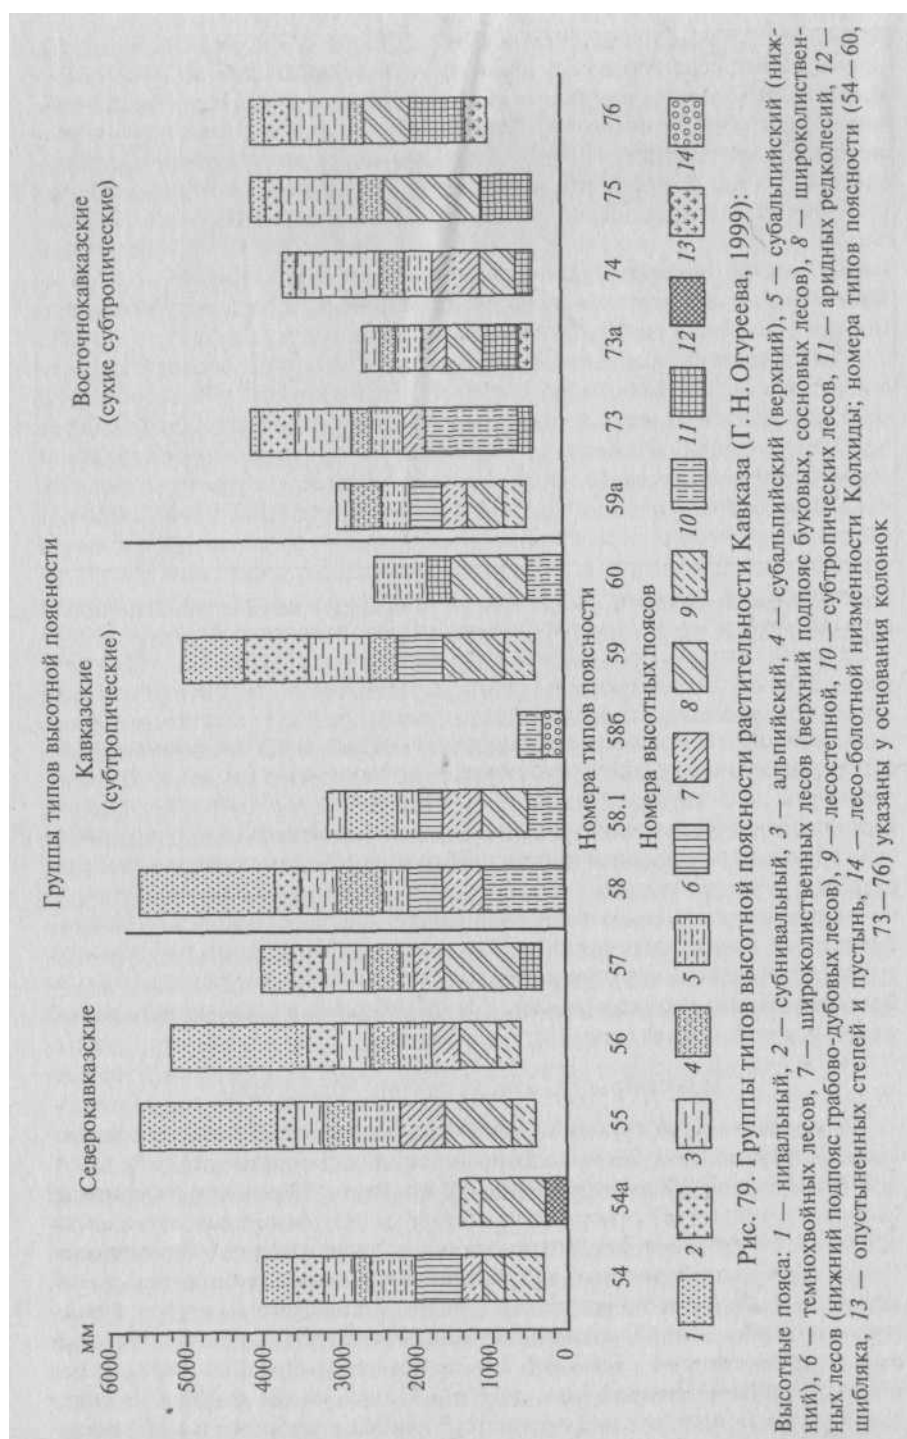 Группы типов высотной поясности
Северокавказские
Кавказские
(субтропические)
Восточнокавказские
(сухие субтропические)
мм
6000
5000
4000
3000
2000
1000
0
54 54а 55 56 57 58 58.1 58б 59 60 59а 73 73а 74 75 76
Номера типов поясности
Номера высотных поясов
1 2 3 4 5 6 7 8 9 10 11 12 13 14
Рис. 79. Группы типов высотной поясности растительности Кавказа (Г. Н. Огуреева, 1999):
Высотные пояса: 1 — нивальный, 2 — субнивальный, 3 — альпийский, 4 — субальпийский (верхний), 5 — субальпийский (ниж-
ний), 6 — темнохвойных лесов, 7 — широколиственных лесов (верхний подпояс буковых, сосновых лесов), 8 — широколиствен-
ных лесов (нижний подпояс грабово-дубовых лесов), 9 — лесостепной, 10 — субтропических лесов, 11 — аридных редколесий, 12 —
шибляка, 13 — опустыненных степей и пустынь, 14 — лесо-болотной низменности Колхиды; номера типов поясности (54—60,
73—76) указаны у основания колонок